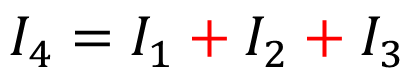 I₄ = I₁ + I₂ + I₃